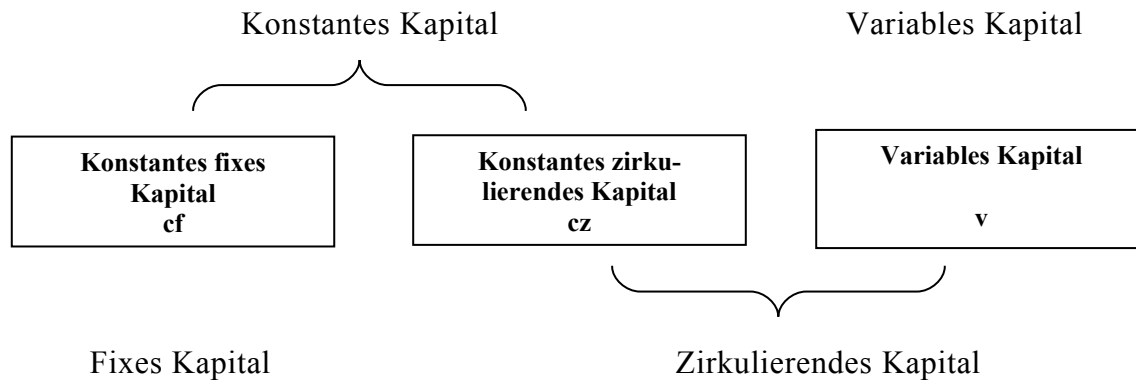 Konstantes Kapital
Variables Kapital
Konstantes fixes
Kapital
cf
Konstantes zirku-
lierendes Kapital
cz
Variables Kapital
v
Fixes Kapital
Zirkulierendes Kapital